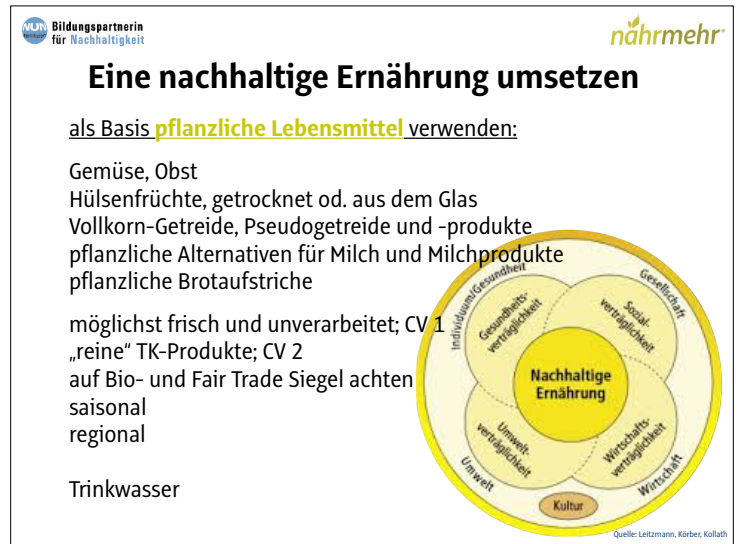 NUN
Bildungspartnerin
für Nachhaltigkeit
nährmehr
Eine nachhaltige Ernährung umsetzen
als Basis pflanzliche Lebensmittel verwenden:
Gemüse, Obst
Hülsenfrüchte, getrocknet od. aus dem Glas
Vollkorn-Getreide, Pseudogetreide und -produkte
pflanzliche Alternativen für Milch und Milchprodukte
pflanzliche Brotaufstriche
möglichst frisch und unverarbeitet; CV 1
„reine“ TK-Produkte; CV 2
auf Bio- und Fair Trade Siegel achten
saisonal
regional
Trinkwasser
Individuum/Gesundheit
Gesellschaft
Gesundheits-
verträglichkeit
Sozial-
verträglichkeit
Nachhaltige
Ernährung
Umwelt-
verträglichkeit
Wirtschafts-
verträglichkeit
Umwelt
Wirtschaft
Kultur
Quelle: Leitzmann, Körber, Kollath